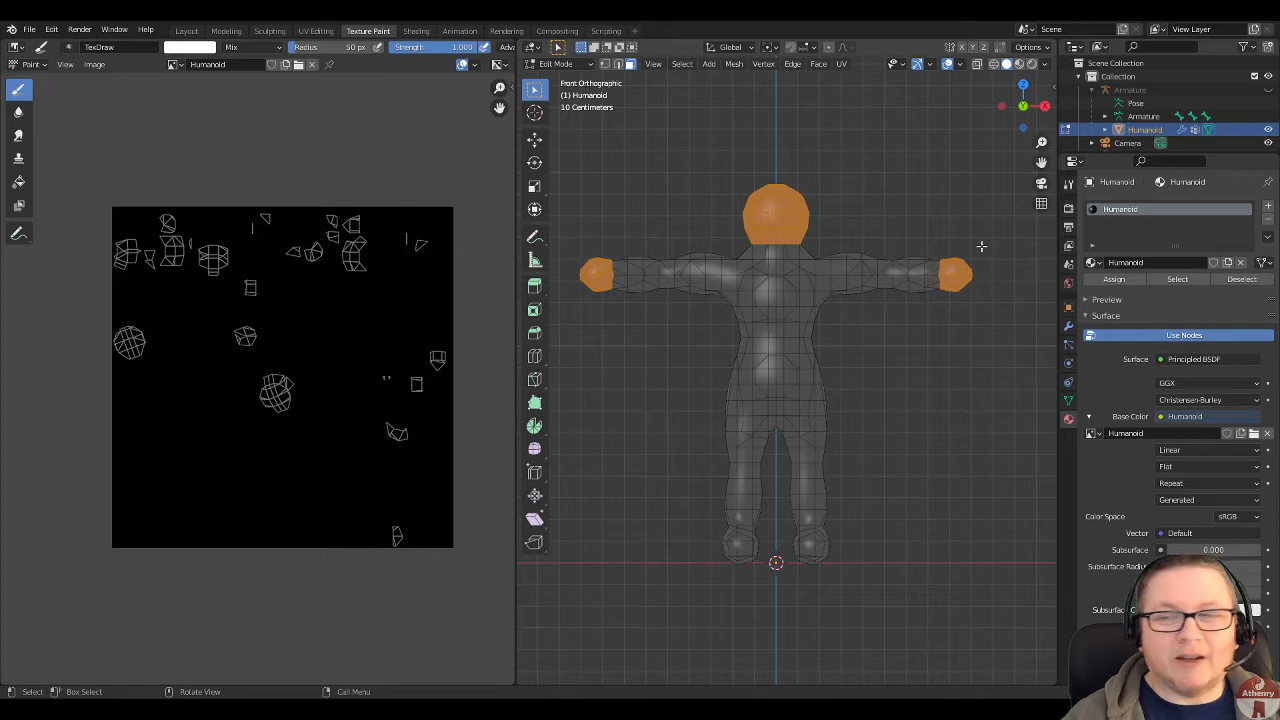 File Edit Render Window Help Layout Modeling Sculpting UV Editing Texture Paint Shading Animation Rendering Compositing Scripting Scene View Layer
TexDraw Mix Radius 50 px Strength 1.000 Adv Global X Y Z Options
Paint View Image Humanoid Edit Mode View Select Add Mesh Vertex Edge Face UV
Scene Collection
Collection
Armature
Pose
Armature
Humanoid
Camera
Front Orthographic
(1) Humanoid
10 Centimeters
Z
Y
X
Humanoid Humanoid
Humanoid
Humanoid
Assign Select Deselect
Preview
Surface
Use Nodes
Surface Principled BSDF
GGX
Christensen-Burley
Base Color Humanoid
Humanoid
Linear
Flat
Repeat
Generated
Color Space sRGB
Vector Default
Subsurface 0.000
Subsurface Radiu
Subsurface C
Select Box Select Rotate View Call Menu
Athenry